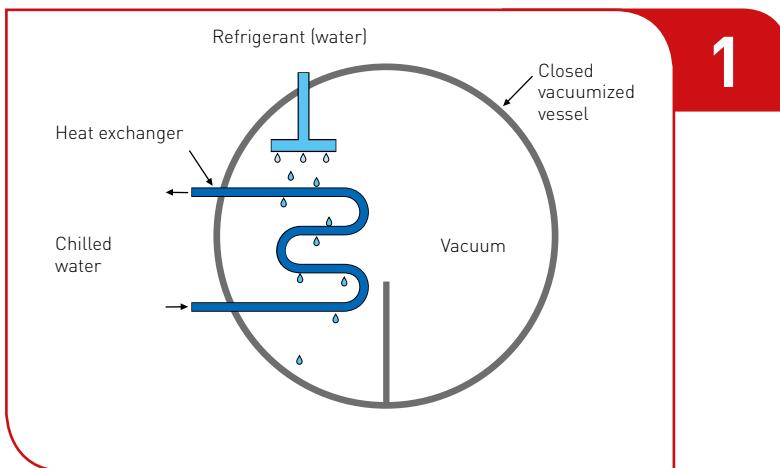 1
Refrigerant (water)
Closed
vacuumized
vessel
Heat exchanger
Chilled
water
Vacuum